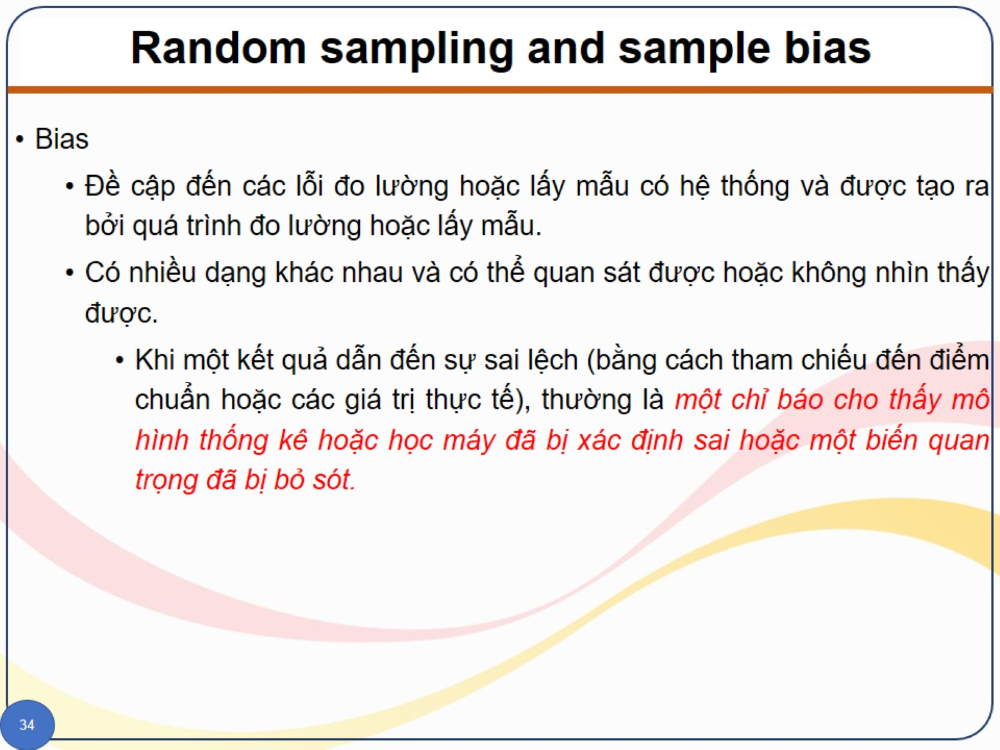 Random sampling and sample bias
• Bias
• Đề cập đến các lỗi đo lường hoặc lấy mẫu có hệ thống và được tạo ra
bởi quá trình đo lường hoặc lấy mẫu.
• Có nhiều dạng khác nhau và có thể quan sát được hoặc không nhìn thấy
được.
• Khi một kết quả dẫn đến sự sai lệch (bằng cách tham chiếu đến điểm
chuẩn hoặc các giá trị thực tế), thường là một chỉ báo cho thấy mô
hình thống kê hoặc học máy đã bị xác định sai hoặc một biến quan
trọng đã bị bỏ sót.
34